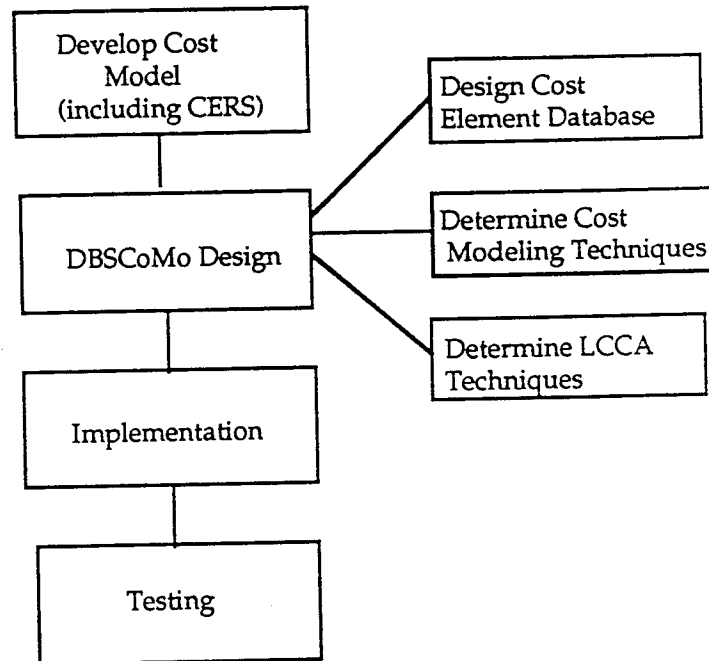 Develop Cost
Model
(including CERS)
Design Cost
Element Database
DBSCoMo Design
Determine Cost
Modeling Techniques
Determine LCCA
Techniques
Implementation
Testing